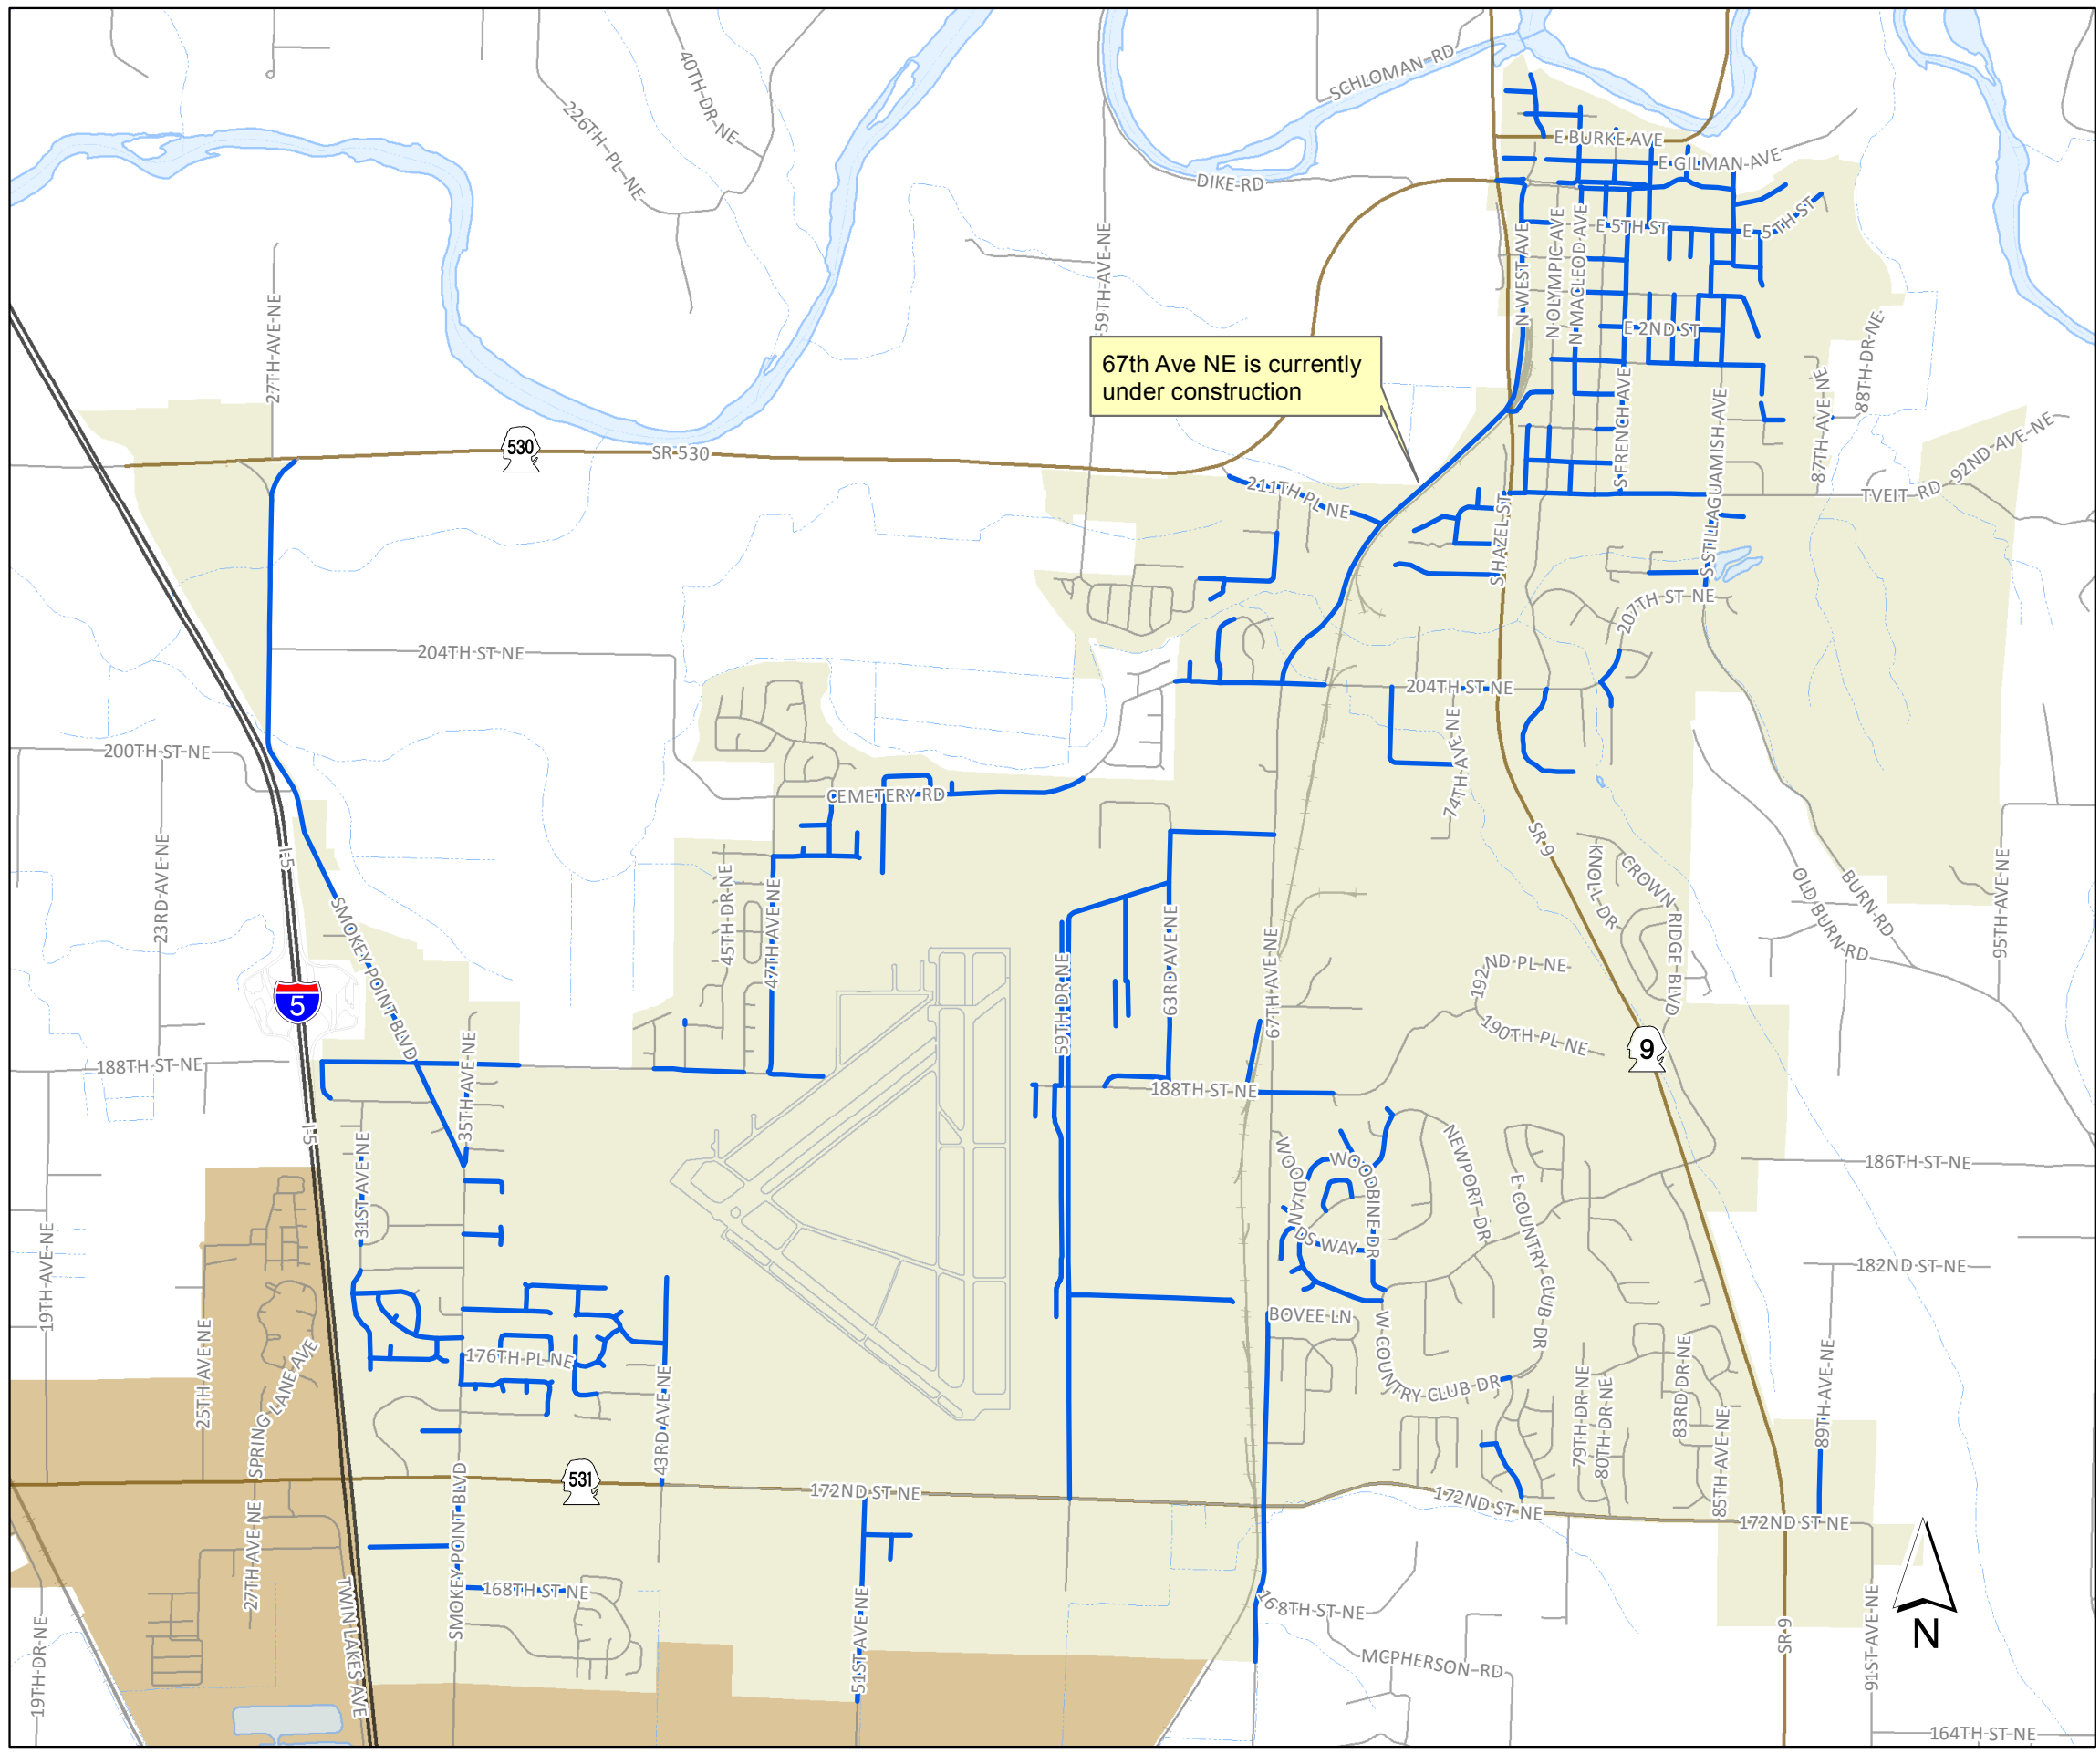 40TH DR NE
226TH PL NE
SCHLOMAN RD
DIKE RD
E BURKE AVE
E GILMAN AVE
E 5TH ST
E 5TH ST
N WEST AVE
N OLYMPIC AVE
N MACLEOD AVE
E 2ND ST
59TH AVE NE
27TH AVE NE
67th Ave NE is currently
under construction
88TH DR NE
87TH AVE NE
92ND AVE NE
TVEIT RD
S FRENCH AVE
S STILLAGUAMISH AVE
S HAZEL ST
530
SR 530
211TH PL NE
207TH ST NE
204TH ST NE
204TH ST NE
200TH ST NE
74TH AVE NE
CEMETERY RD
SR 9
KNOLL DR
CROWN RIDGE BLVD
OLD BURN RD
BURN RD
95TH AVE NE
23RD AVE NE
I-5
SMOKEY POINT BLVD
45TH DR NE
47TH AVE NE
59TH DR NE
63RD AVE NE
67TH AVE NE
192ND PL NE
190TH PL NE
5
9
188TH ST NE
35TH AVE NE
188TH ST NE
I-5
31ST AVE NE
WOODLANDS WAY
WOODBINE DR
NEWPORT DR
E COUNTRY CLUB DR
186TH ST NE
182ND ST NE
19TH AVE NE
25TH AVE NE
SPRING LANE AVE
176TH PL NE
43RD AVE NE
BOVEE LN
W COUNTRY CLUB DR
79TH DR NE
80TH DR NE
83RD DR NE
85TH AVE NE
89TH AVE NE
531
172ND ST NE
172ND ST NE
172ND ST NE
27TH AVE NE
SMOKEY POINT BLVD
168TH ST NE
51ST AVE NE
168TH ST NE
MCPHERSON RD
SR 9
91ST AVE NE
N
19TH DR NE
TWIN LAKES AVE
164TH ST NE